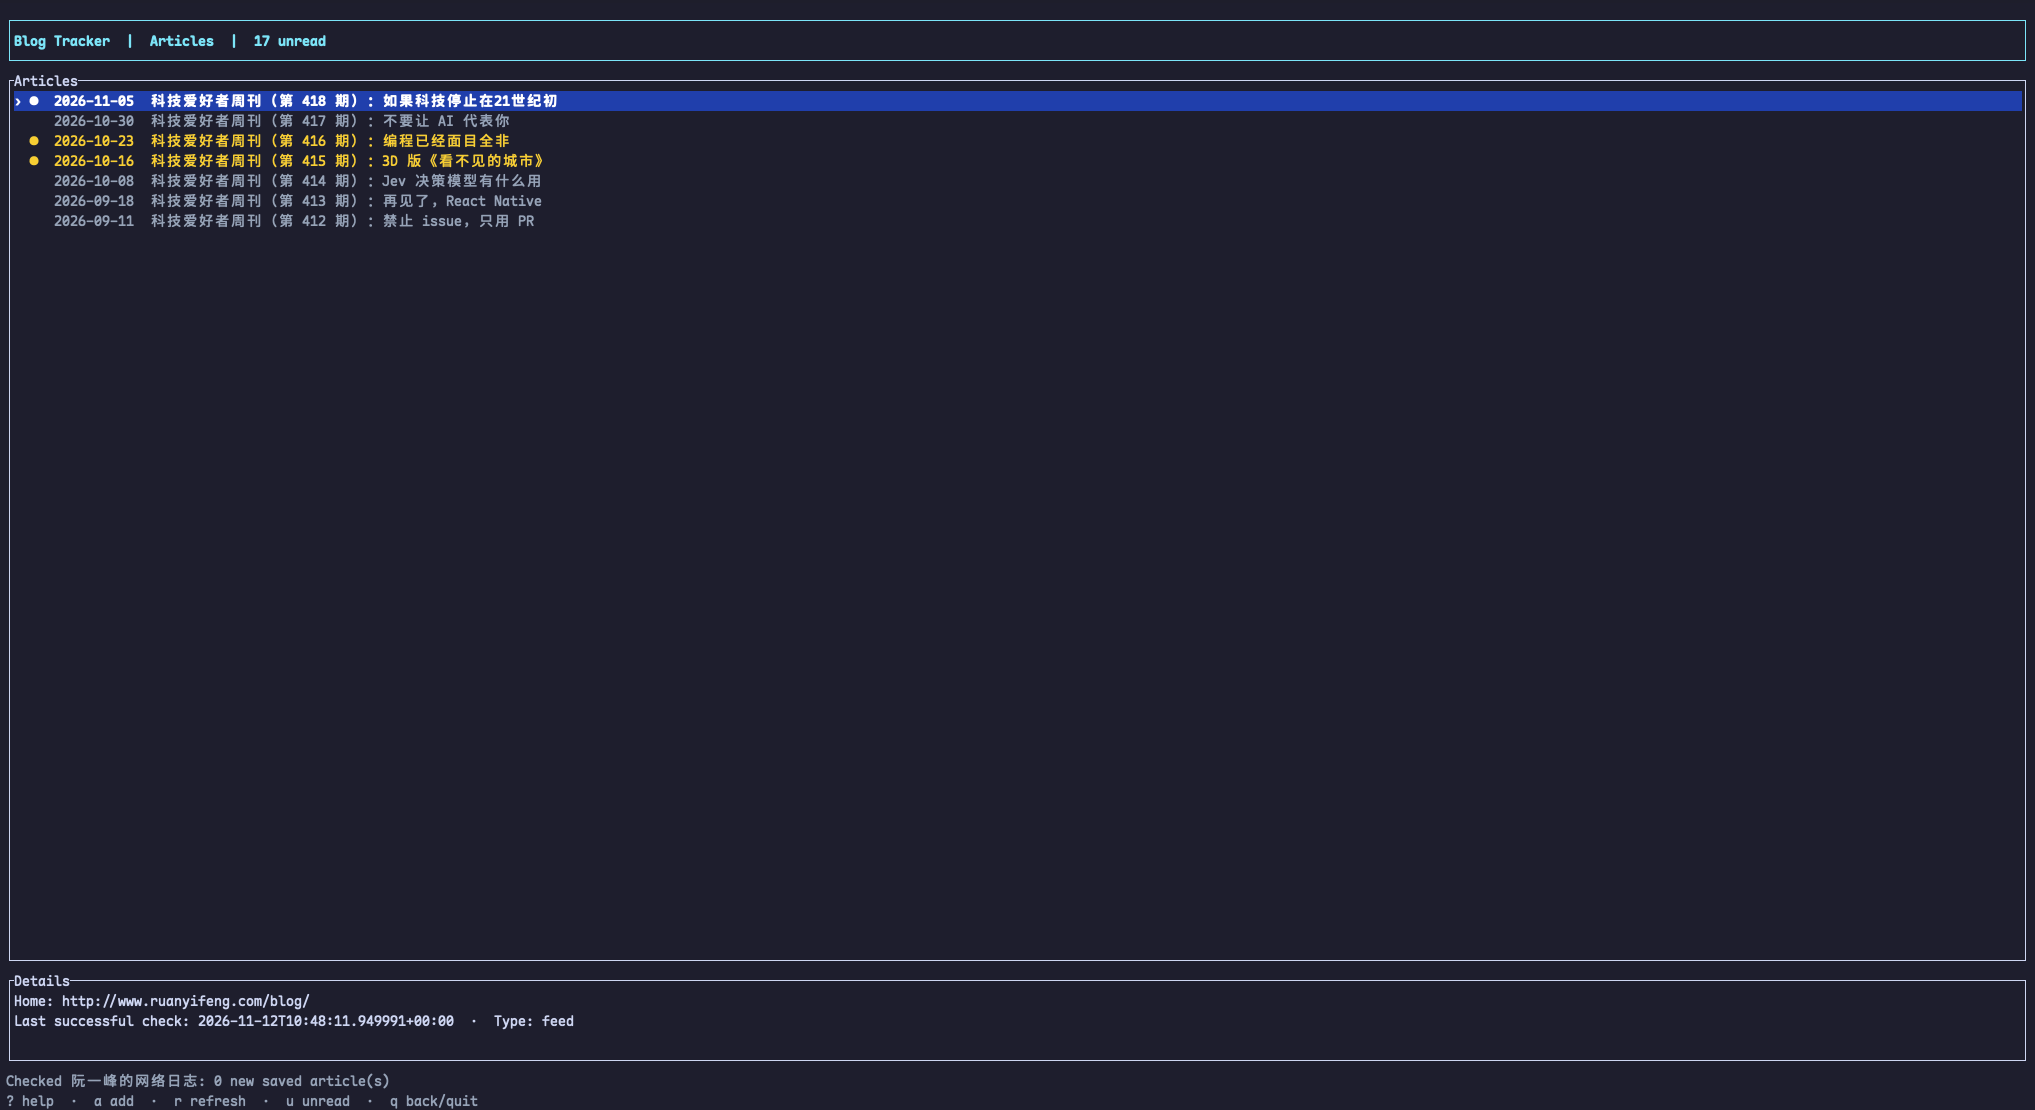 Blog Tracker | Articles | 17 unread
Articles
› ● 2026-11-05 科技爱好者周刊（第 418 期）：如果科技停止在21世纪初
2026-10-30 科技爱好者周刊（第 417 期）：不要让 AI 代表你
● 2026-10-23 科技爱好者周刊（第 416 期）：编程已经面目全非
● 2026-10-16 科技爱好者周刊（第 415 期）：3D 版《看不见的城市》
2026-10-08 科技爱好者周刊（第 414 期）：Jev 决策模型有什么用
2026-09-18 科技爱好者周刊（第 413 期）：再见了，React Native
2026-09-11 科技爱好者周刊（第 412 期）：禁止 issue，只用 PR
Details
Home: http://www.ruanyifeng.com/blog/
Last successful check: 2026-11-12T10:48:11.949991+00:00 · Type: feed
Checked 阮一峰的网络日志: 0 new saved article(s)
? help · a add · r refresh · u unread · q back/quit